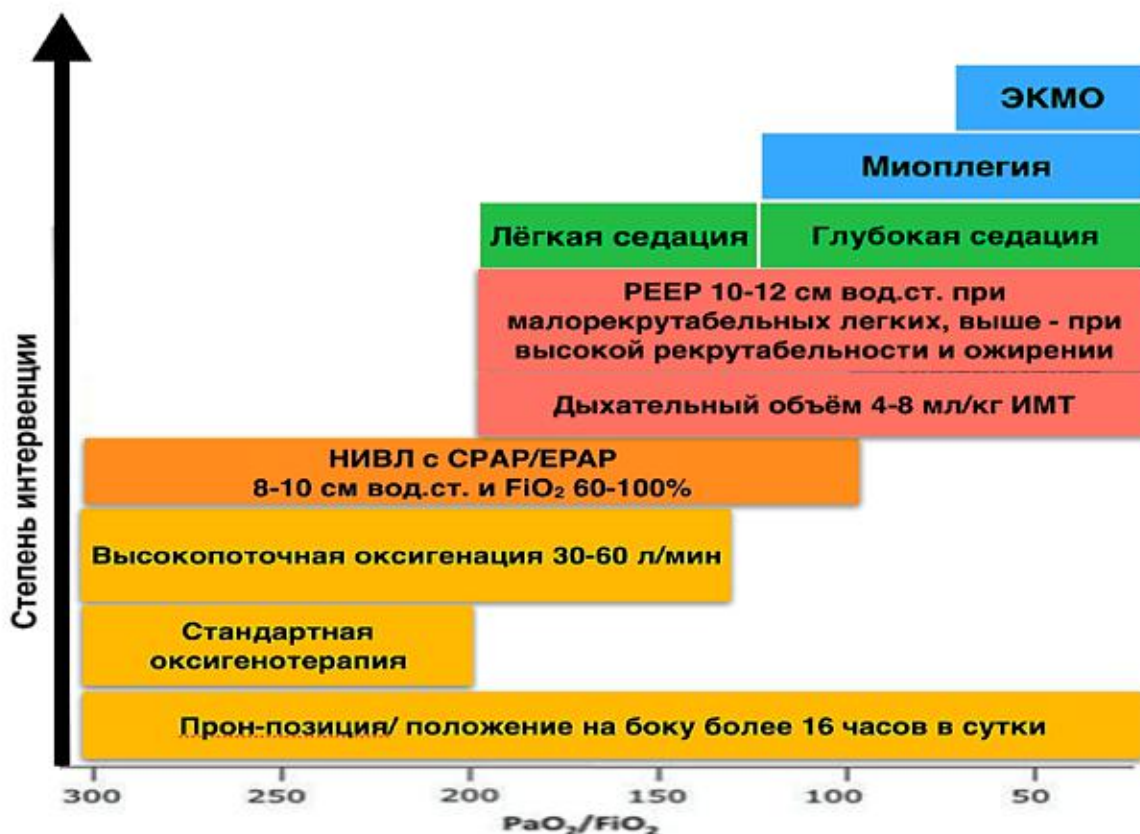 ЭКМО
Миоплегия
Лёгкая седация
Глубокая седация
PEEP 10-12 см вод.ст. при
малорекрутабельных легких, выше - при
высокой рекрутабельности и ожирении
Дыхательный объём 4-8 мл/кг ИМТ
НИВЛ с CPAP/EPAP
8-10 см вод.ст. и FiO₂ 60-100%
Высокопоточная оксигенация 30-60 л/мин
Стандартная
оксигенотерапия
Прон-позиция/ положение на боку более 16 часов в сутки
Степень интервенции
300 250 200 150 100 50
PaO₂/FiO₂